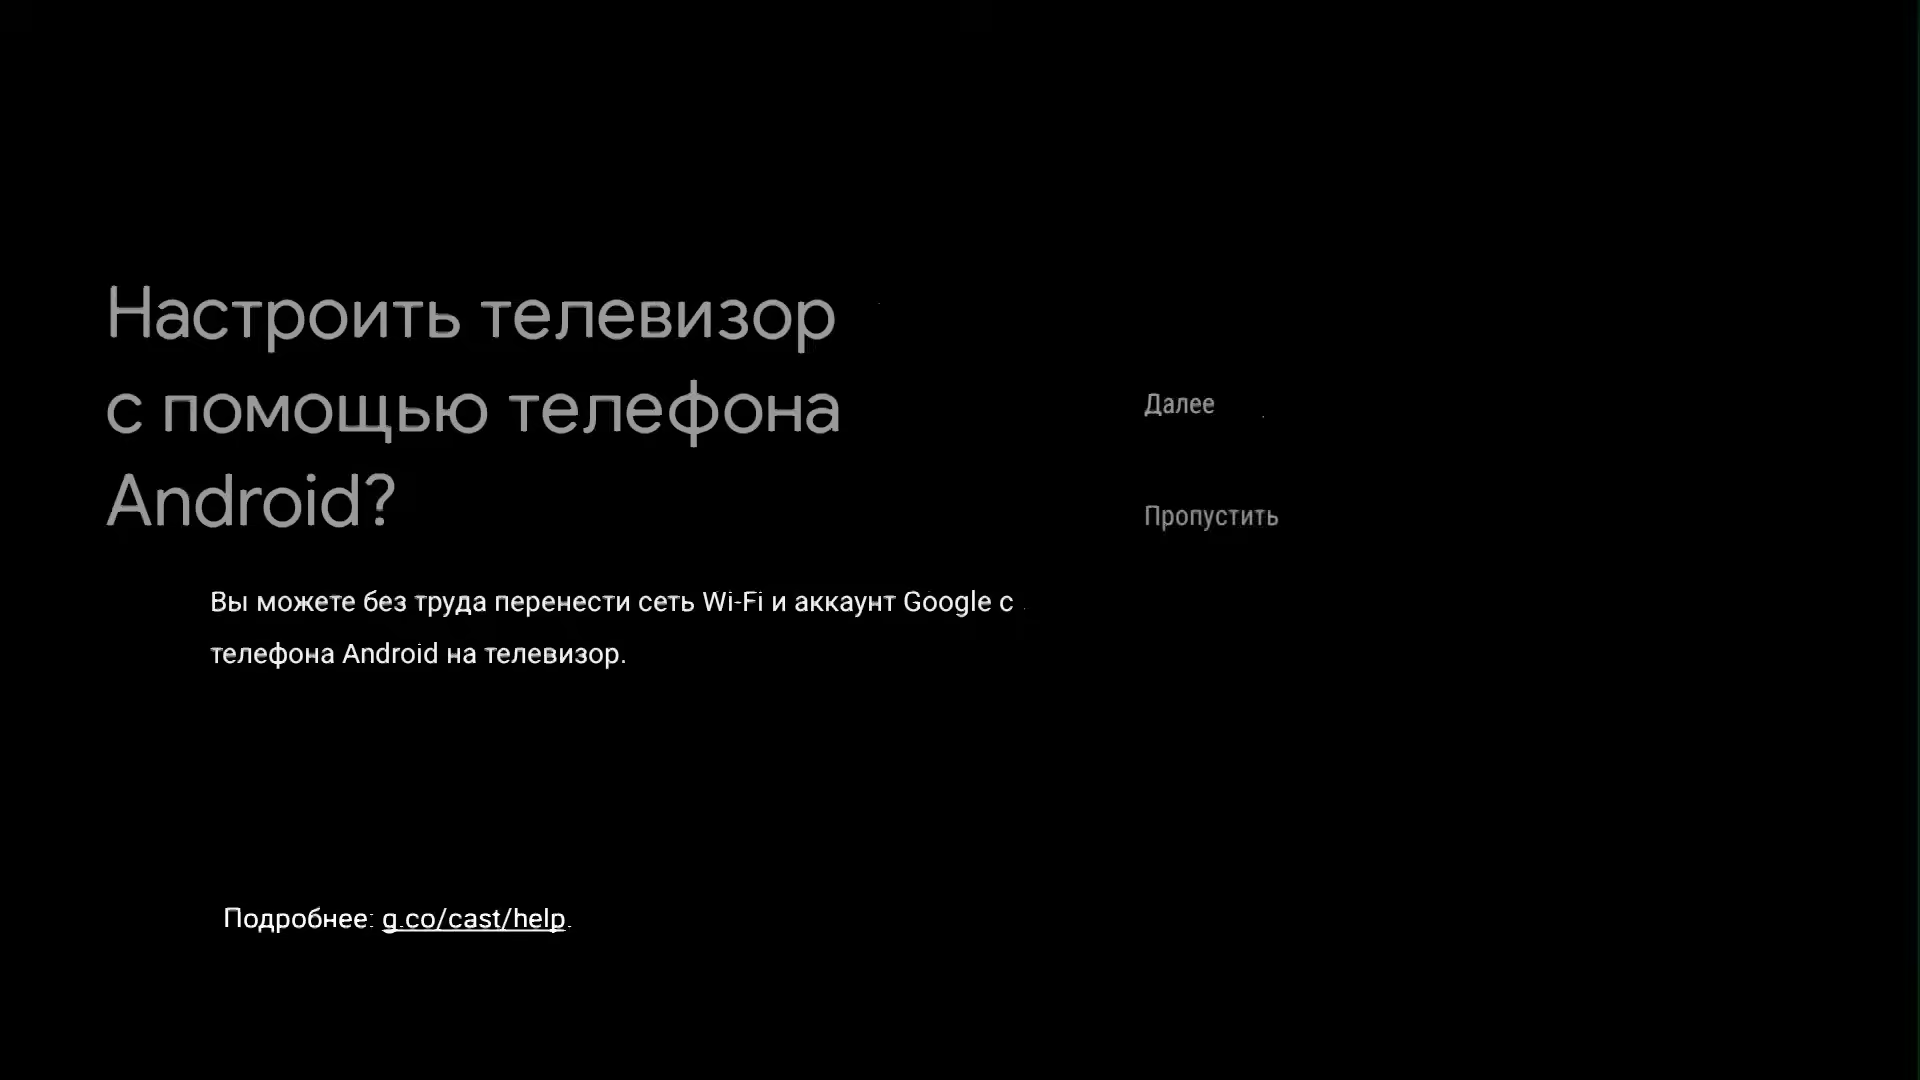 Настроить телевизор
с помощью телефона
Android?
Вы можете без труда перенести сеть Wi-Fi и аккаунт Google с
телефона Android на телевизор.
Подробнее: g.co/cast/help.
Далее
Пропустить